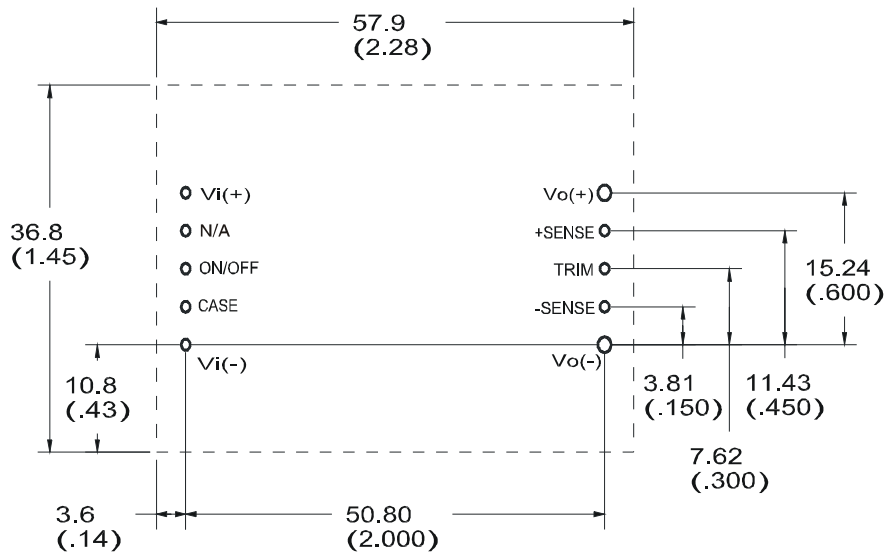 57.9
(2.28)
Vi(+)
Vo(+)
N/A
+SENSE
36.8
(1.45)
ON/OFF
TRIM
15.24
(.600)
CASE
-SENSE
Vi(-)
Vo(-)
10.8
(.43)
3.81
(.150)
11.43
(.450)
7.62
(.300)
3.6
(.14)
50.80
(2.000)